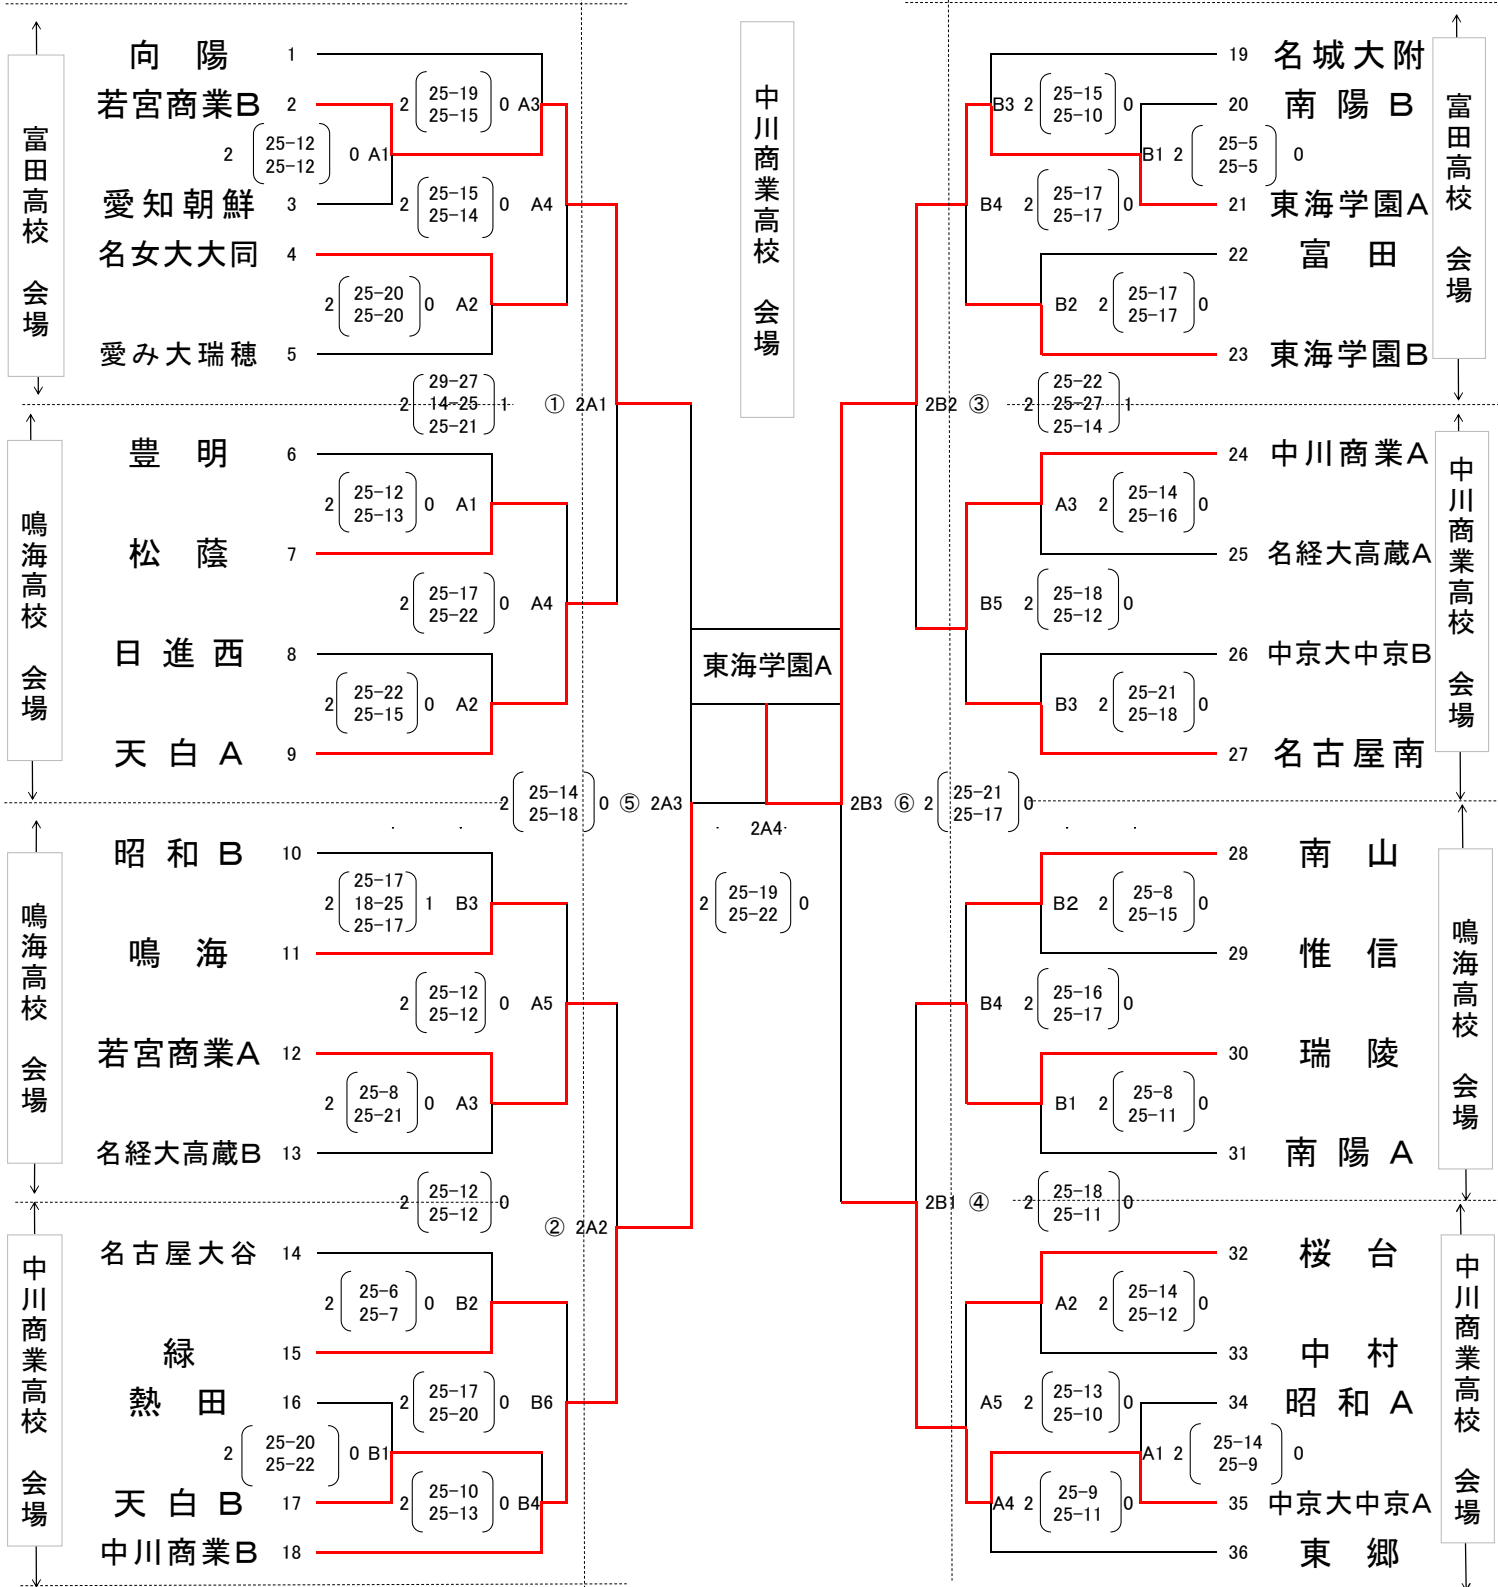 富田高校 会場
向陽 1
若宮商業B 2
2 25-19 25-15 0 A3
2 25-12 25-12 0 A1
愛知朝鮮 3
2 25-15 25-14 0 A4
名女大大同 4
2 25-20 25-20 0 A2
愛み大瑞穂 5
2 29-27 14-25 25-21 1 ① 2A1
鳴海高校 会場
豊明 6
2 25-12 25-13 0 A1
松蔭 7
2 25-17 25-22 0 A4
日進西 8
2 25-22 25-15 0 A2
天白A 9
2 25-14 25-18 0 ⑤ 2A3
鳴海高校 会場
昭和B 10
2 25-17 18-25 25-17 1 B3
鳴海 11
2 25-12 25-12 0 A5
若宮商業A 12
2 25-8 25-21 0 A3
名経大高蔵B 13
2 25-12 25-12 0
② 2A2
中川商業高校 会場
名古屋大谷 14
2 25-6 25-7 0 B2
緑 15
熱田 16
2 25-17 25-20 0 B6
2 25-20 25-22 0 B1
天白B 17
2 25-10 25-13 0 B4
中川商業B 18
中川商業高校 会場
東海学園A
2A4
2 25-19 25-22 0
富田高校 会場
19 名城大附
B3 2 25-15 25-10 0
20 南陽B
B1 2 25-5 25-5 0
B4 2 25-17 25-17 0
21 東海学園A
22 富田
B2 2 25-17 25-17 0
23 東海学園B
2B2 ③ 2 25-22 25-27 25-14 1
中川商業高校 会場
24 中川商業A
A3 2 25-14 25-16 0
25 名経大高蔵A
B5 2 25-18 25-12 0
26 中京大中京B
B3 2 25-21 25-18 0
27 名古屋南
2B3 ⑥ 2 25-21 25-17 0
鳴海高校 会場
28 南山
B2 2 25-8 25-15 0
29 惟信
B4 2 25-16 25-17 0
30 瑞陵
B1 2 25-8 25-11 0
31 南陽A
2B1 ④ 2 25-18 25-11 0
中川商業高校 会場
32 桜台
A2 2 25-14 25-12 0
33 中村
A5 2 25-13 25-10 0
34 昭和A
A1 2 25-14 25-9 0
35 中京大中京A
A4 2 25-9 25-11 0
36 東郷